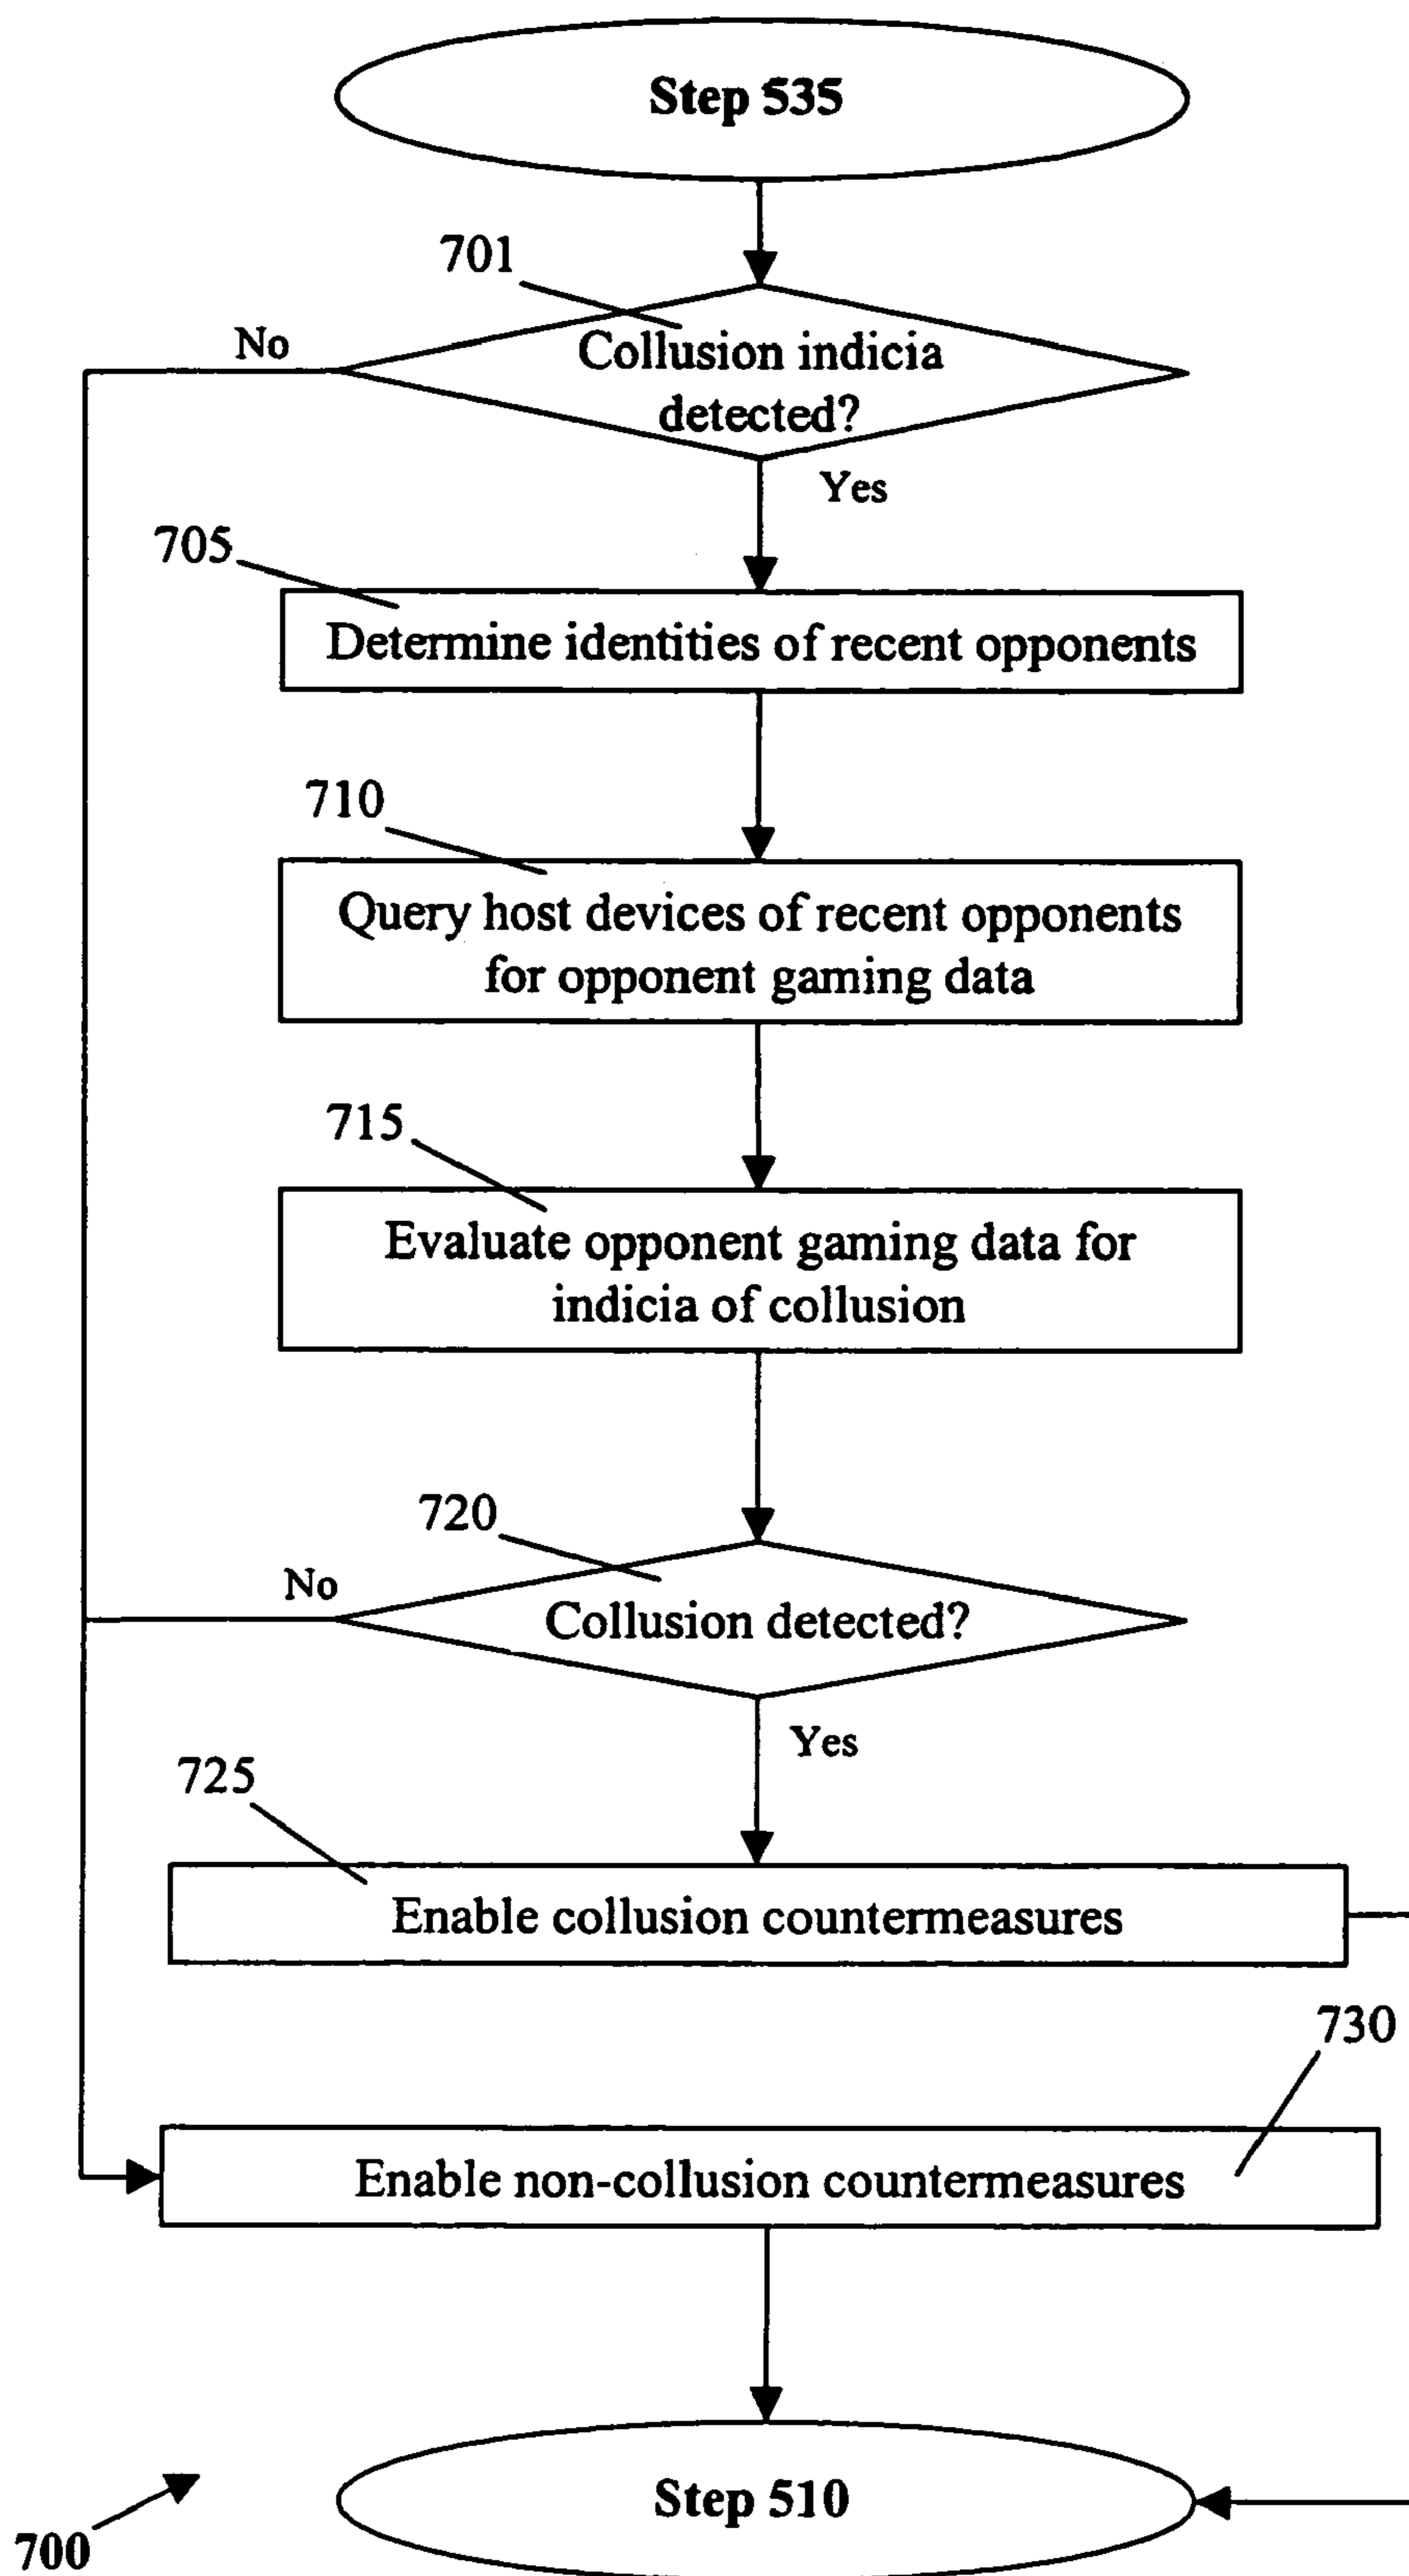 Step 535
701
No
Collusion indicia
detected?
Yes
705
Determine identities of recent opponents
710
Query host devices of recent opponents
for opponent gaming data
715
Evaluate opponent gaming data for
indicia of collusion
720
No
Collusion detected?
Yes
725
Enable collusion countermeasures
730
Enable non-collusion countermeasures
Step 510
700